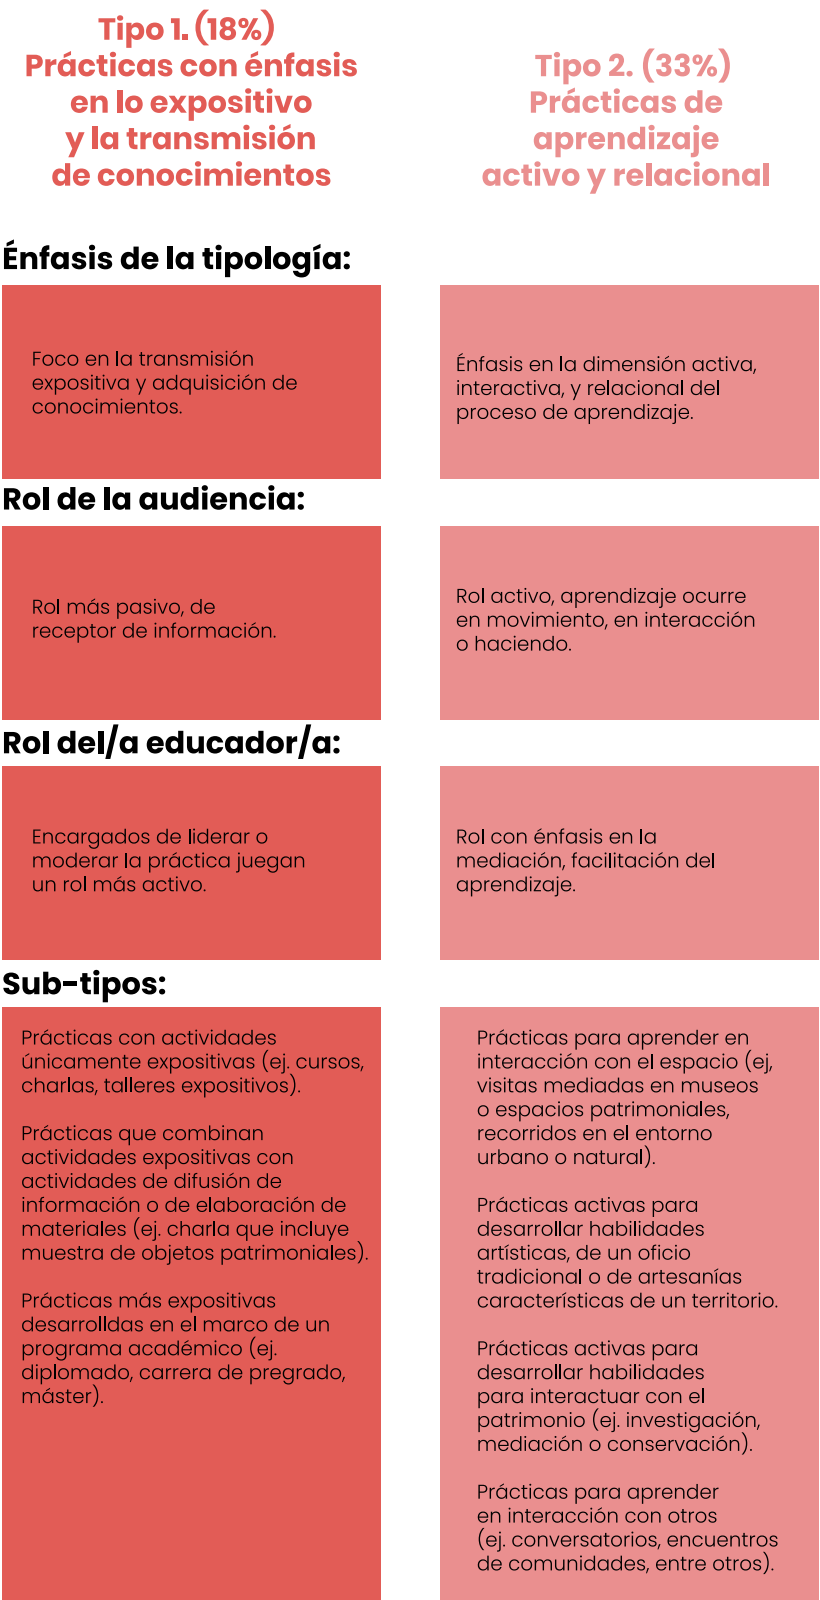 Tipo 1. (18%)
Prácticas con énfasis
en lo expositivo
y la transmisión
de conocimientos
Tipo 2. (33%)
Prácticas de
aprendizaje
activo y relacional
Énfasis de la tipología:
Foco en la transmisión
expositiva y adquisición de
conocimientos.
Énfasis en la dimensión activa,
interactiva, y relacional del
proceso de aprendizaje.
Rol de la audiencia:
Rol más pasivo, de
receptor de información.
Rol activo, aprendizaje ocurre
en movimiento, en interacción
o haciendo.
Rol del/a educador/a:
Encargados de liderar o
moderar la práctica juegan
un rol más activo.
Rol con énfasis en la
mediación, facilitación del
aprendizaje.
Sub-tipos:
Prácticas con actividades
únicamente expositivas (ej. cursos,
charlas, talleres expositivos).
Prácticas que combinan
actividades expositivas con
actividades de difusión de
información o de elaboración de
materiales (ej. charla que incluye
muestra de objetos patrimoniales).
Prácticas más expositivas
desarrolldas en el marco de un
programa académico (ej.
diplomado, carrera de pregrado,
máster).
Prácticas para aprender en
interacción con el espacio (ej,
visitas mediadas en museos
o espacios patrimoniales,
recorridos en el entorno
urbano o natural).
Prácticas activas para
desarrollar habilidades
artísticas, de un oficio
tradicional o de artesanías
características de un territorio.
Prácticas activas para
desarrollar habilidades
para interactuar con el
patrimonio (ej. investigación,
mediación o conservación).
Prácticas para aprender
en interacción con otros
(ej. conversatorios, encuentros
de comunidades, entre otros).